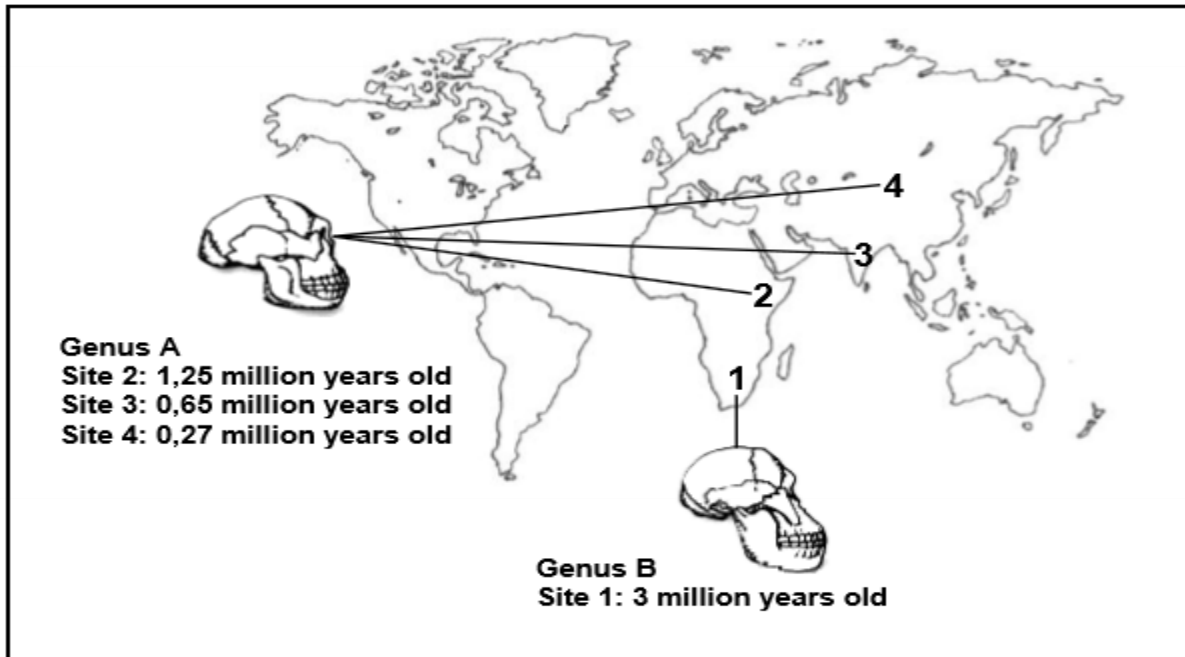 4
3
2
1
Genus A
Site 2: 1,25 million years old
Site 3: 0,65 million years old
Site 4: 0,27 million years old
Genus B
Site 1: 3 million years old